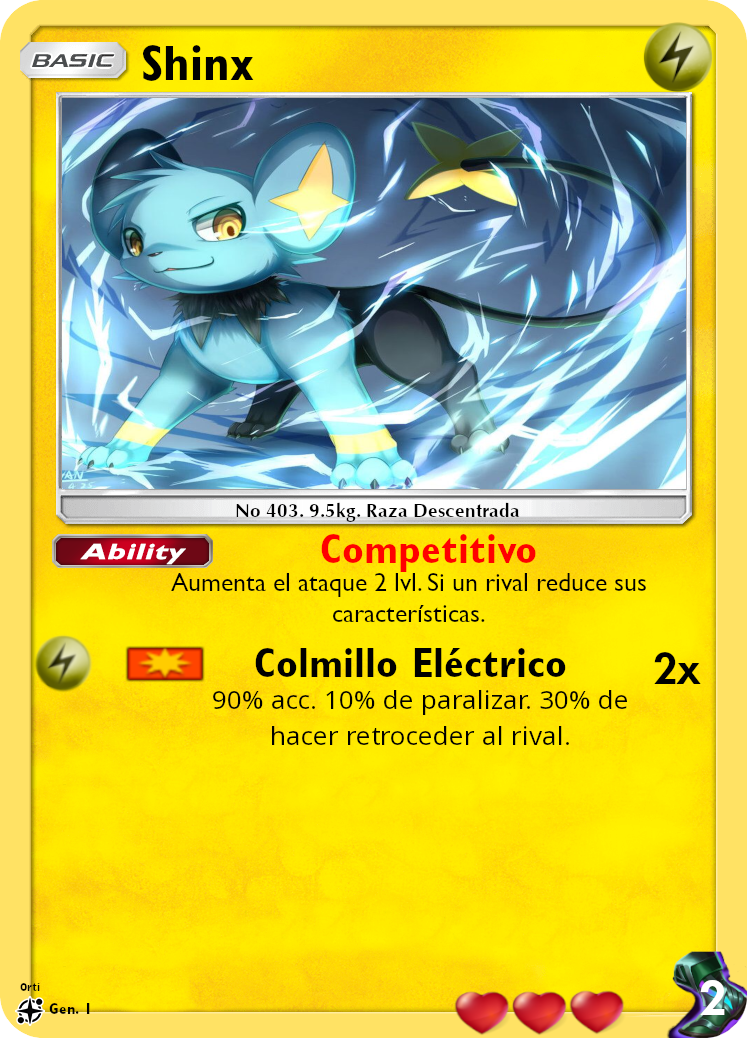 BASIC Shinx
No 403. 9.5kg. Raza Descentrada
Ability Competitivo
Aumenta el ataque 2 lvl. Si un rival reduce sus
características.
Colmillo Eléctrico 2x
90% acc. 10% de paralizar. 30% de
hacer retroceder al rival.
Orti
Gen. 1
2